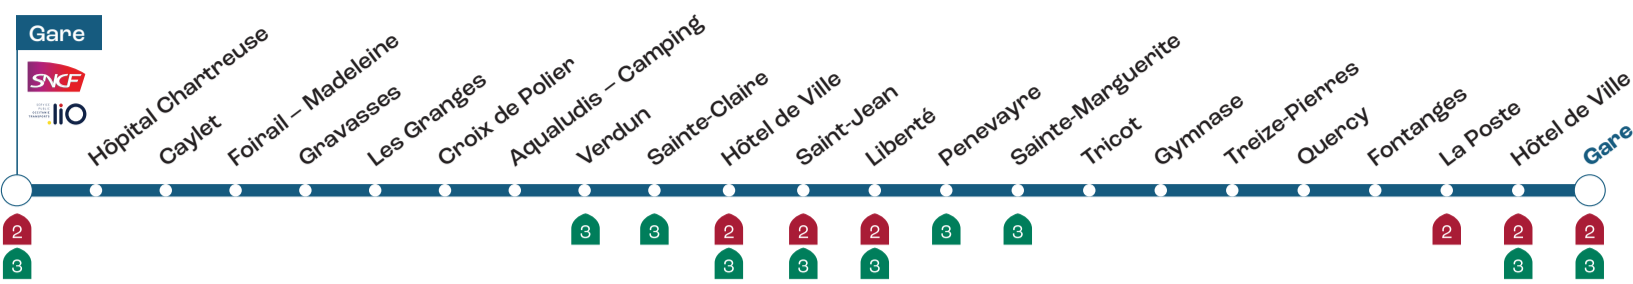 Gare
SNCF
liO
Hôpital Chartreuse
Caylet
Foirail – Madeleine
Gravasses
Les Granges
Croix de Polier
Aqualudis – Camping
Verdun
Sainte-Claire
Hôtel de Ville
Saint-Jean
Liberté
Penevayre
Sainte-Marguerite
Tricot
Gymnase
Treize-Pierres
Quercy
Fontanges
La Poste
Hôtel de Ville
Gare
2 3 3 2 2 2 3 3 2 2 2
3 3 3 3 3 3